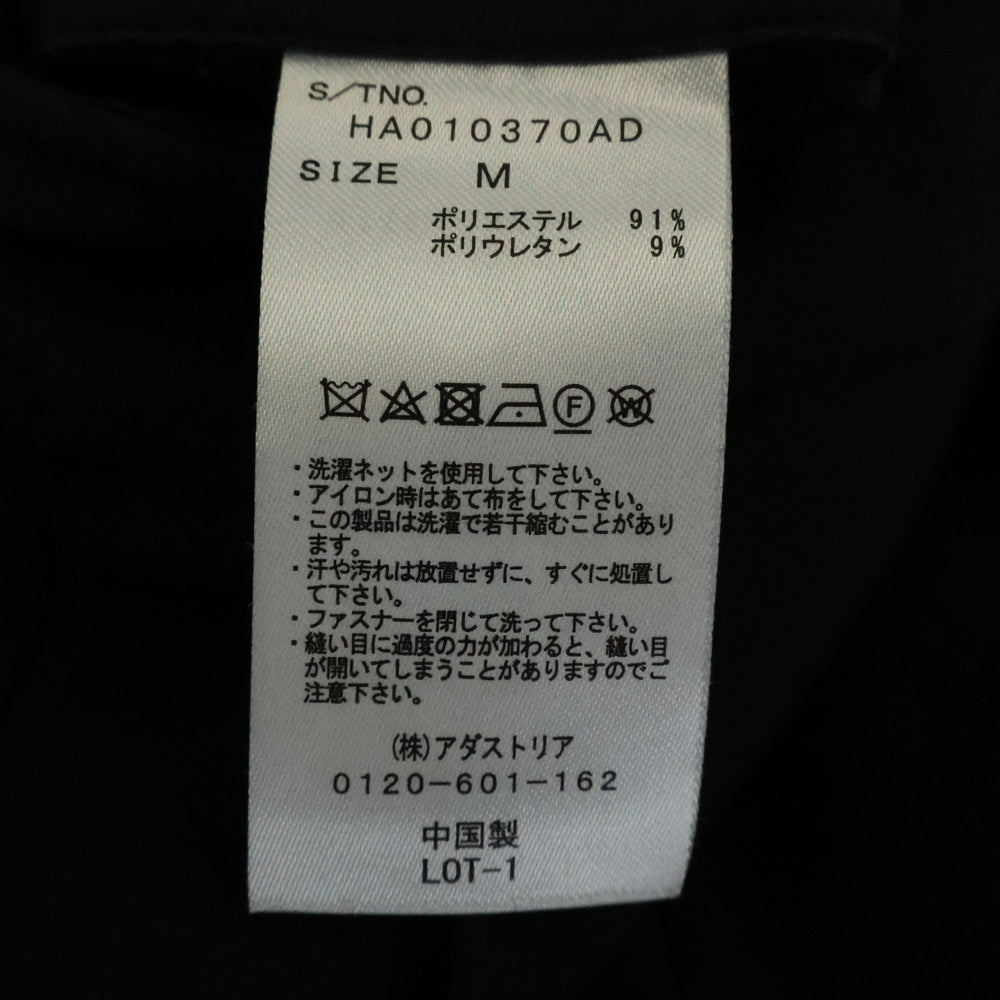 S/TNO.
HA010370AD
SIZE M
ポリエステル 91%
ポリウレタン 9%
F W
・洗濯ネットを使用して下さい。
・アイロン時はあて布をして下さい。
・この製品は洗濯で若干縮むことがあり
ます。
・汗や汚れは放置せずに、すぐに処置し
て下さい。
・ファスナーを閉じて洗って下さい。
・縫い目に過度の力が加わると、縫い目
が開いてしまうことがありますのでご
注意下さい。
(株)アダストリア
0120-601-162
中国製
LOT-1